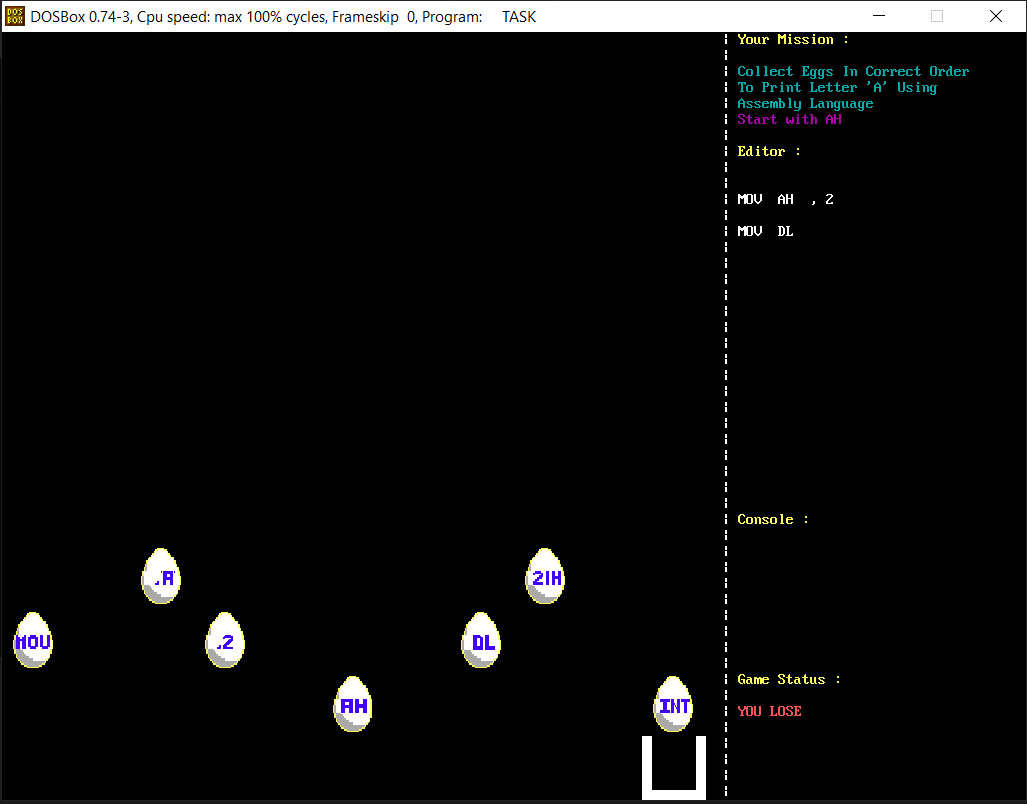 DOSBox 0.74-3, Cpu speed: max 100% cycles, Frameskip 0, Program: TASK
Your Mission :
Collect Eggs In Correct Order
To Print Letter 'A' Using
Assembly Language
Start with AH
Editor :
MOV AH , 2
MOV DL
Console :
,A
21H
MOV
,2
DL
AH
INT
Game Status :
YOU LOSE